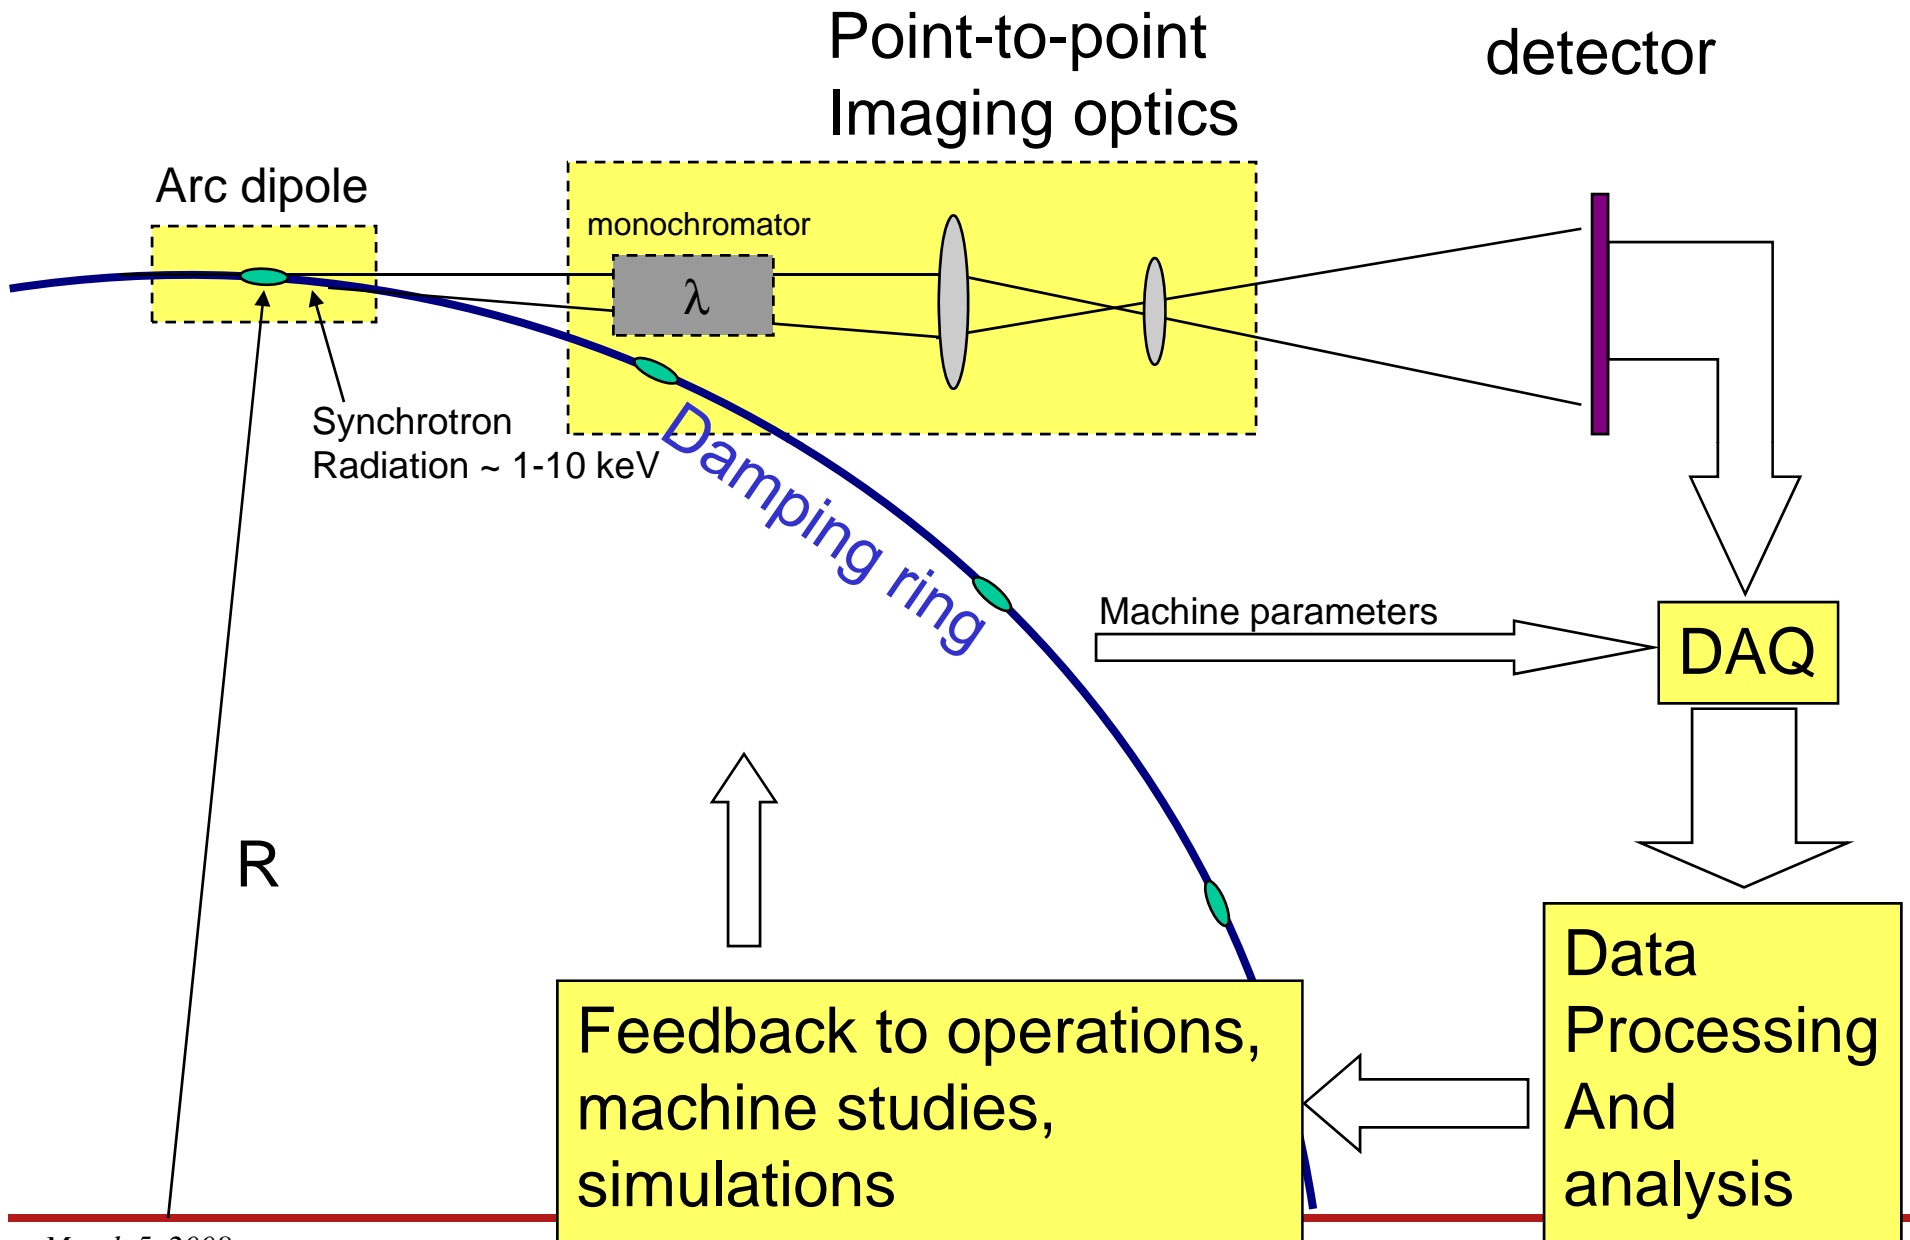 Point-to-point
Imaging optics
detector
Arc dipole
monochromator
λ
Synchrotron
Radiation ~ 1-10 keV
Damping ring
Machine parameters
DAQ
R
Data
Processing
And
analysis
Feedback to operations,
machine studies,
simulations